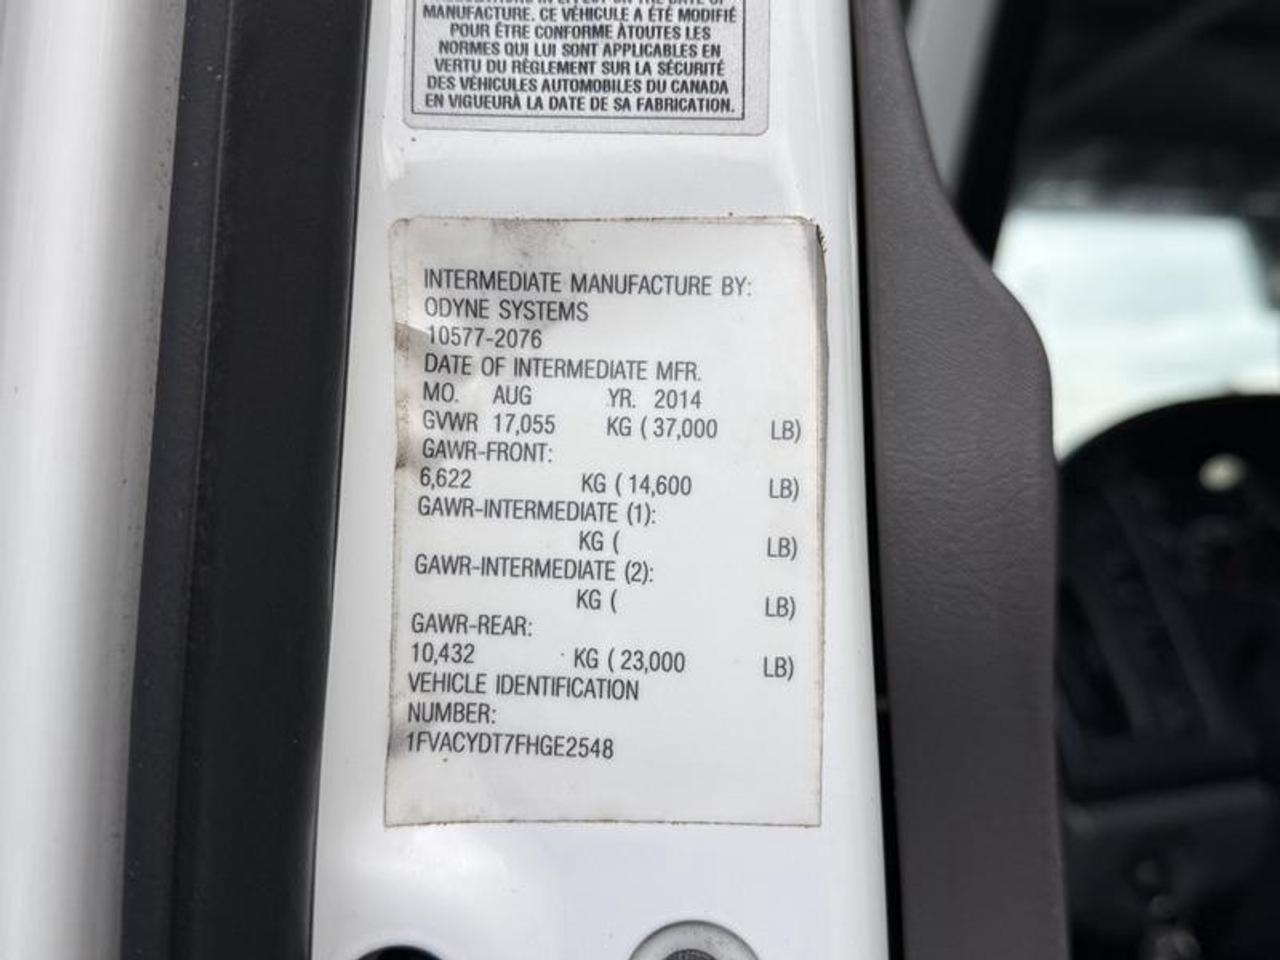 MANUFACTURE. CE VÉHICULE A ÉTÉ MODIFIÉ
POUR ÊTRE CONFORME ÀTOUTES LES
NORMES QUI LUI SONT APPLICABLES EN
VERTU DU RÈGLEMENT SUR LA SÉCURITÉ
DES VÉHICULES AUTOMOBILES DU CANADA
EN VIGUEURÀ LA DATE DE SA FABRICATION.
INTERMEDIATE MANUFACTURE BY:
ODYNE SYSTEMS
10577-2076
DATE OF INTERMEDIATE MFR.
MO. AUG YR. 2014
GVWR 17,055 KG ( 37,000 LB)
GAWR-FRONT:
6,622 KG ( 14,600 LB)
GAWR-INTERMEDIATE (1):
KG ( LB)
GAWR-INTERMEDIATE (2):
KG ( LB)
GAWR-REAR:
10,432 KG ( 23,000 LB)
VEHICLE IDENTIFICATION
NUMBER:
1FVACYDT7FHGE2548